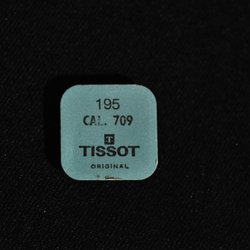 195
CAL. 709
T
TISSOT
ORIGINAL